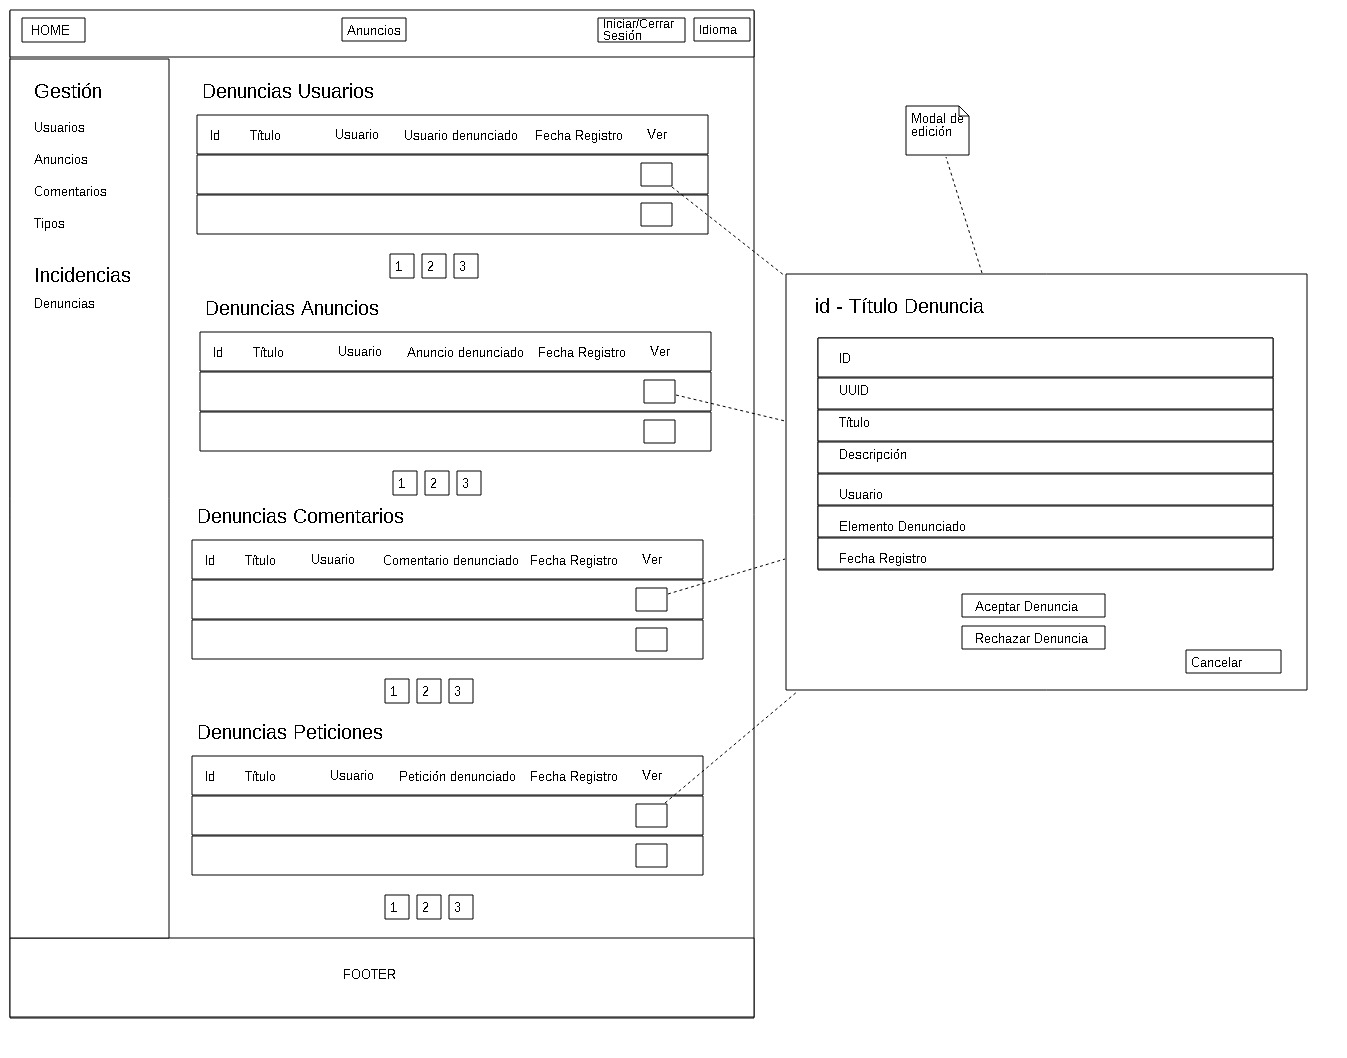 HOME
Anuncios
Iniciar/Cerrar
Sesión
Idioma
Gestión
Usuarios
Anuncios
Comentarios
Tipos
Incidencias
Denuncias
Denuncias Usuarios
Id Título Usuario Usuario denunciado Fecha Registro Ver
1 2 3
Denuncias Anuncios
Id Título Usuario Anuncio denunciado Fecha Registro Ver
1 2 3
Denuncias Comentarios
Id Título Usuario Comentario denunciado Fecha Registro Ver
1 2 3
Denuncias Peticiones
Id Título Usuario Petición denunciado Fecha Registro Ver
1 2 3
FOOTER
Modal de
edición
id - Título Denuncia
ID
UUID
Título
Descripción
Usuario
Elemento Denunciado
Fecha Registro
Aceptar Denuncia
Rechazar Denuncia
Cancelar